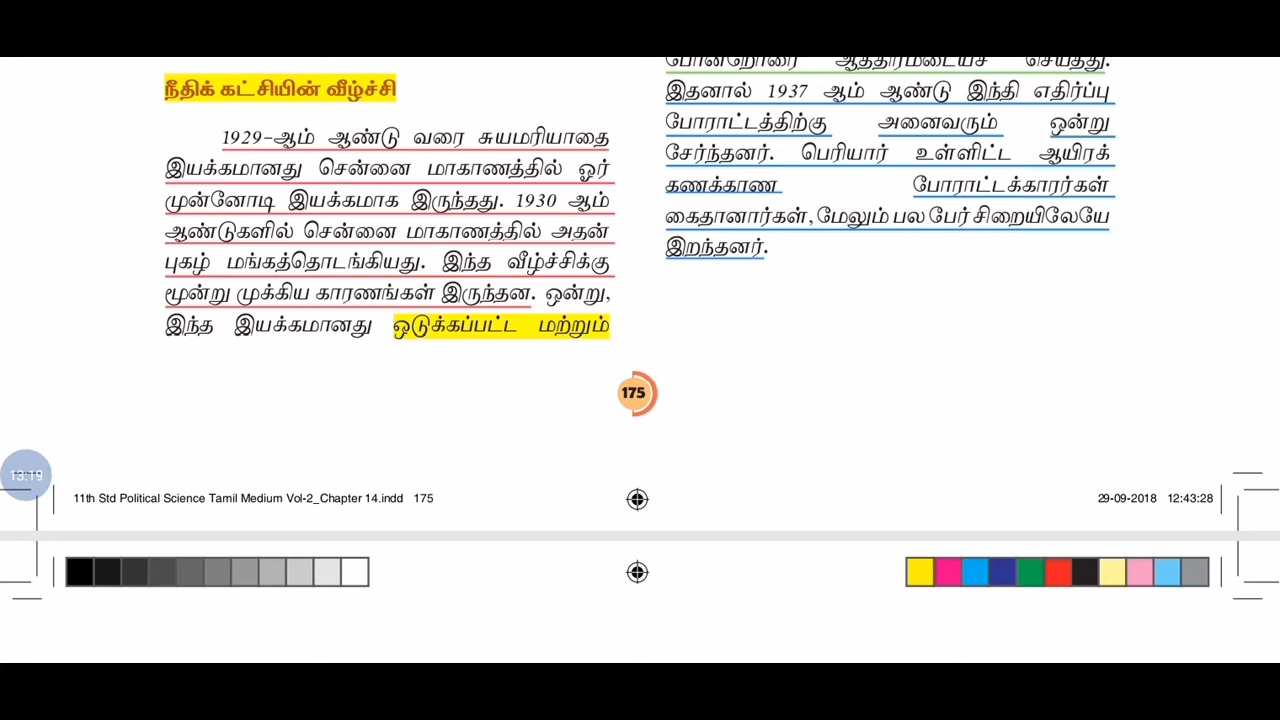 நீதிக் கட்சியின் வீழ்ச்சி
1929-ஆம் ஆண்டு வரை சுயமரியாதை
இயக்கமானது சென்னை மாகாணத்தில் ஓர்
முன்னோடி இயக்கமாக இருந்தது. 1930 ஆம்
ஆண்டுகளில் சென்னை மாகாணத்தில் அதன்
புகழ் மங்கத்தொடங்கியது. இந்த வீழ்ச்சிக்கு
மூன்று முக்கிய காரணங்கள் இருந்தன. ஒன்று,
இந்த இயக்கமானது ஒடுக்கப்பட்ட மற்றும்
போன்றோரை ஆத்திரமடையச் செய்தது.
இதனால் 1937 ஆம் ஆண்டு இந்தி எதிர்ப்பு
போராட்டத்திற்கு அனைவரும் ஒன்று
சேர்ந்தனர். பெரியார் உள்ளிட்ட ஆயிரக்
கணக்காண போராட்டக்காரர்கள்
கைதானார்கள், மேலும் பல பேர் சிறையிலேயே
இறந்தனர்.
175
13:19
11th Std Political Science Tamil Medium Vol-2_Chapter 14.indd 175
29-09-2018 12:43:28